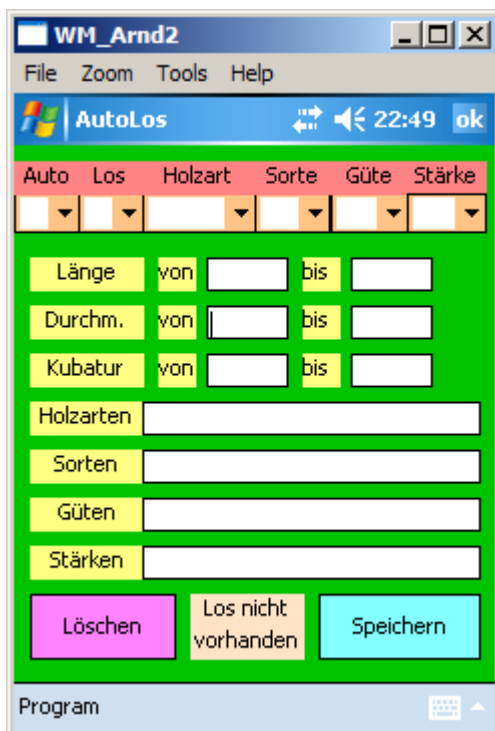 WM_Arnd2
File Zoom Tools Help
AutoLos 22:49 ok
Auto Los Holzart Sorte Güte Stärke
Länge von bis
Durchm. von bis
Kubatur von bis
Holzarten
Sorten
Güten
Stärken
Löschen
Los nicht
vorhanden
Speichern
Program